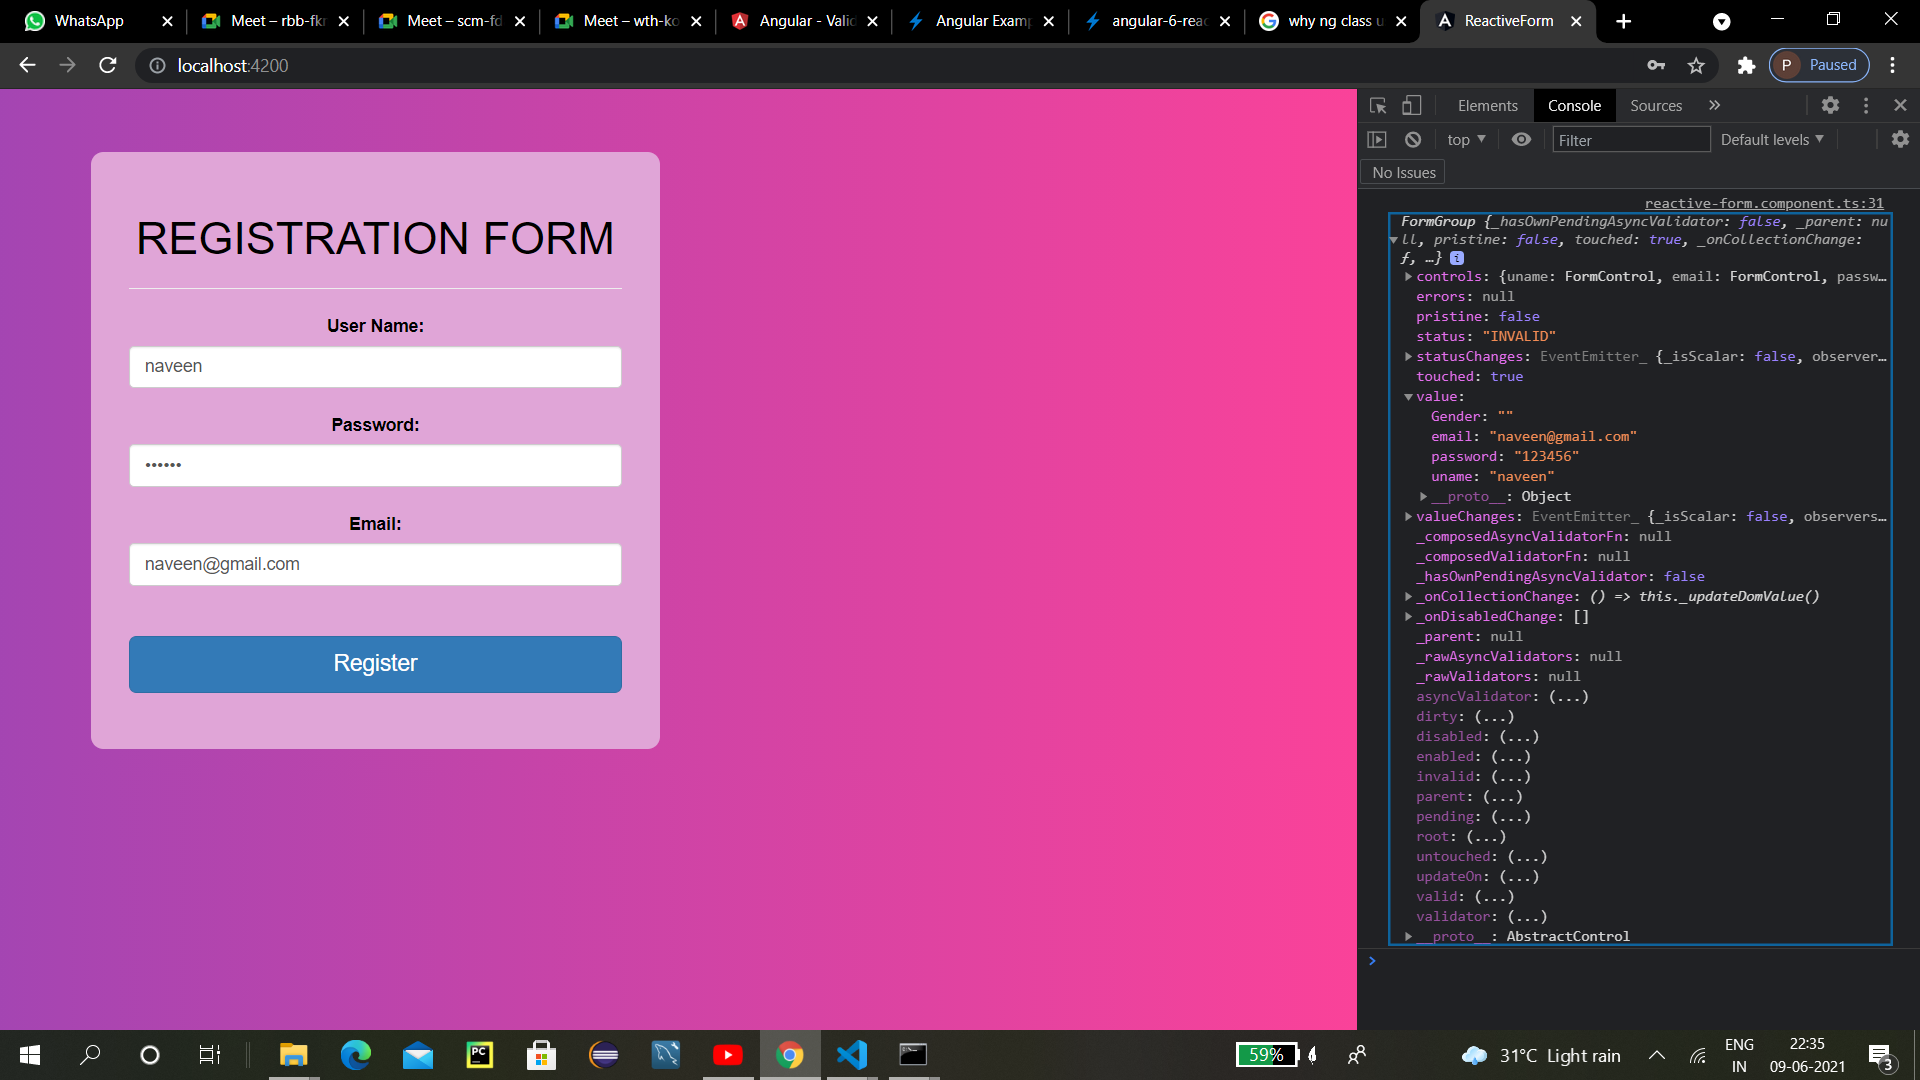 WhatsApp
Meet – rbb-fkr
Meet – scm-fd
Meet – wth-ko
Angular - Valid
Angular Examp
angular-6-reac
why ng class u
ReactiveForm
localhost:4200
P Paused
REGISTRATION FORM
User Name:
naveen
Password:
••••••
Email:
naveen@gmail.com
Register
Elements Console Sources »
top Filter Default levels
No Issues
reactive-form.component.ts:31
FormGroup {_hasOwnPendingAsyncValidator: false, _parent: nu
ll, pristine: false, touched: true, _onCollectionChange:
ƒ, …} i
controls: {uname: FormControl, email: FormControl, passw…
errors: null
pristine: false
status: "INVALID"
statusChanges: EventEmitter_ {_isScalar: false, observer…
touched: true
value:
Gender: ""
email: "naveen@gmail.com"
password: "123456"
uname: "naveen"
__proto__: Object
valueChanges: EventEmitter_ {_isScalar: false, observers…
_composedAsyncValidatorFn: null
_composedValidatorFn: null
_hasOwnPendingAsyncValidator: false
_onCollectionChange: () => this._updateDomValue()
_onDisabledChange: []
_parent: null
_rawAsyncValidators: null
_rawValidators: null
asyncValidator: (...)
dirty: (...)
disabled: (...)
enabled: (...)
invalid: (...)
parent: (...)
pending: (...)
root: (...)
untouched: (...)
updateOn: (...)
valid: (...)
validator: (...)
__proto__: AbstractControl
>
PC
59%
31°C Light rain
ENG
IN
22:35
09-06-2021
3